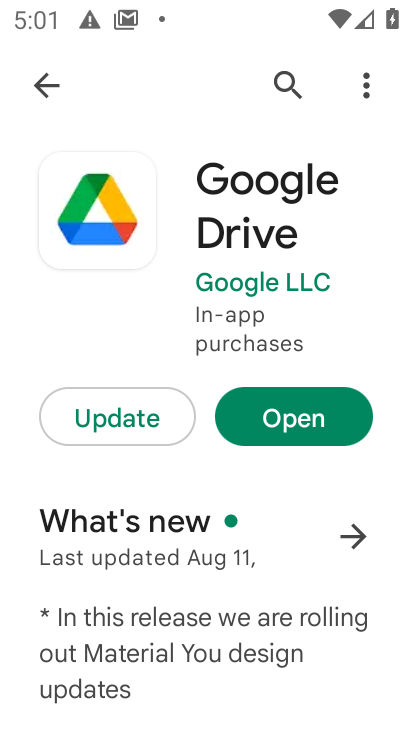 5:01
Google
Drive
Google LLC
In-app
purchases
Update
Open
What's new
Last updated Aug 11,
* In this release we are rolling
out Material You design
updates